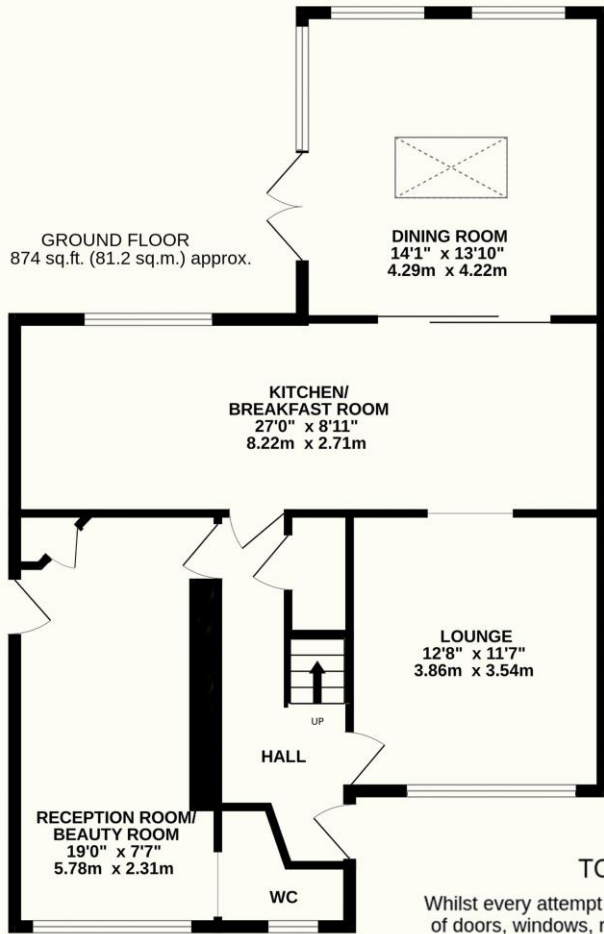 GROUND FLOOR
874 sq.ft. (81.2 sq.m.) approx.
DINING ROOM
14'1" x 13'10"
4.29m x 4.22m
KITCHEN/
BREAKFAST ROOM
27'0" x 8'11"
8.22m x 2.71m
LOUNGE
12'8" x 11'7"
3.86m x 3.54m
UP
HALL
RECEPTION ROOM/
BEAUTY ROOM
19'0" x 7'7"
5.78m x 2.31m
WC
TO
Whilst every attempt
of doors, windows, r